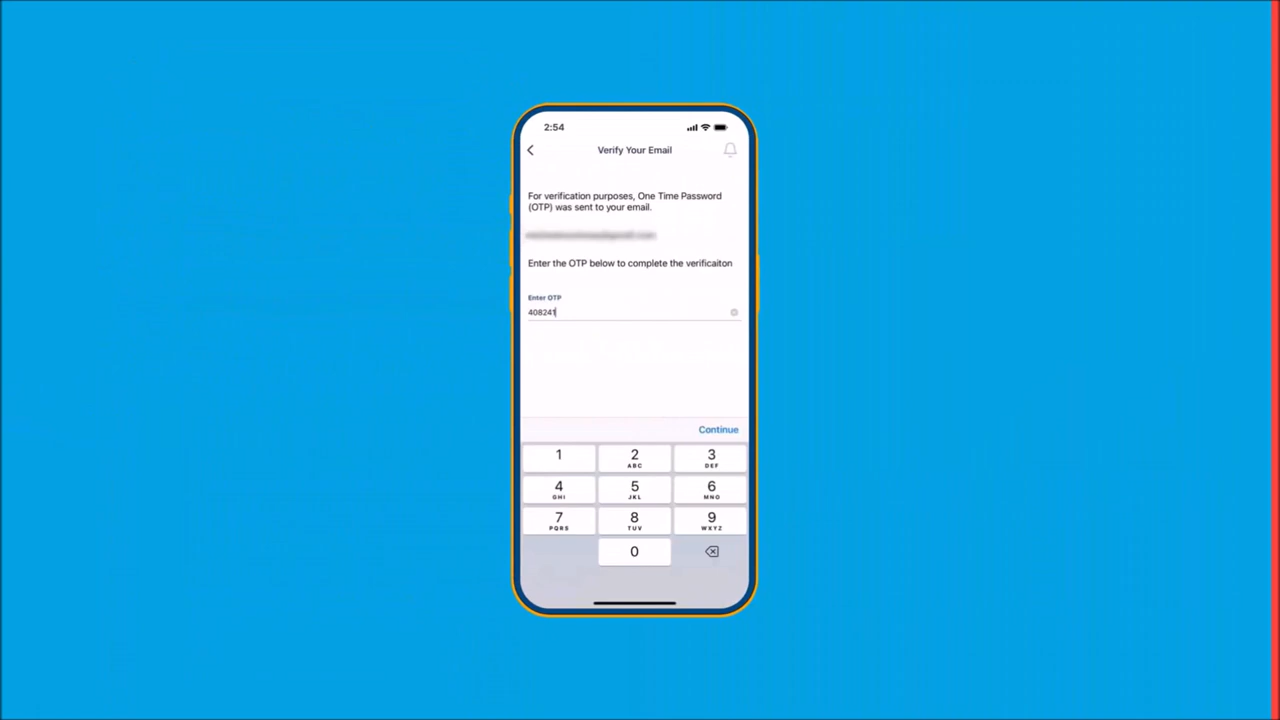 2:54
Verify Your Email
For verification purposes, One Time Password
(OTP) was sent to your email.
Enter the OTP below to complete the verificaiton
Enter OTP
408241
Continue
1
2
3
ABC
DEF
4
5
6
GHI
JKL
MNO
7
8
9
PQRS
TUV
WXYZ
0